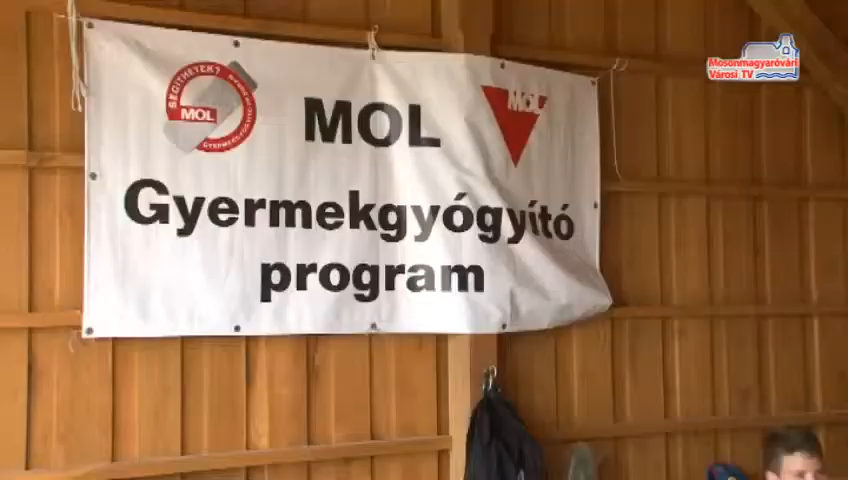 Mosonmagyaróvári
Városi TV
SEGÍTHETEK?
MOL
MOL
MOL
Gyermekgyógyító
program